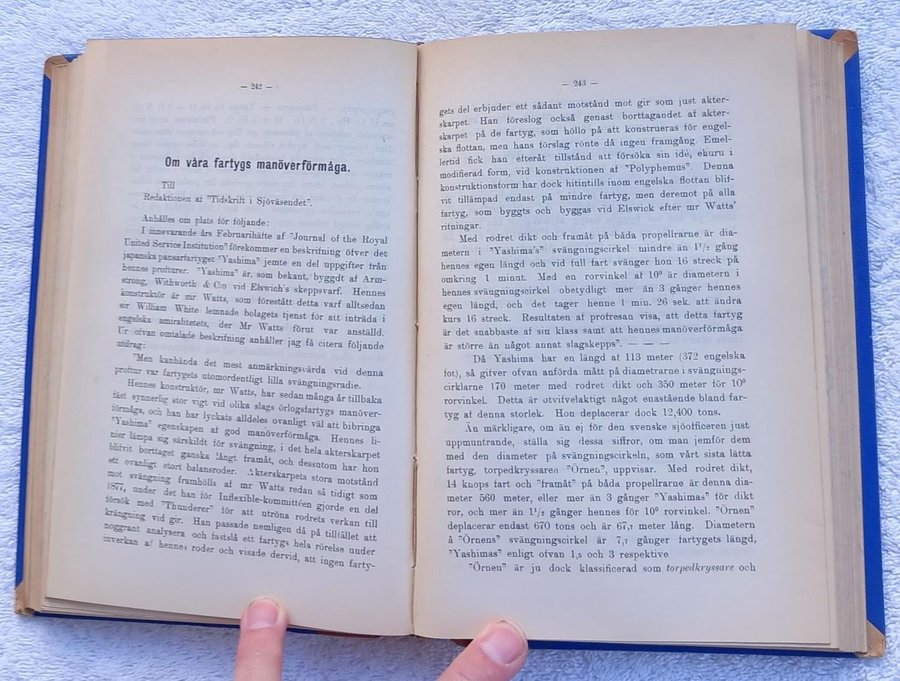 — 242 —
Om våra fartygs manöverförmåga.
Till
Redaktionen af "Tidskrift i Sjöväsendet".
Anhålles om plats för följande:
I innevarande års Februarihäfte af "Journal of the Royal
United Service Institution" förekommer en beskrifning öfver det
japanska pansarfartyget "Yashima" jemte en del uppgifter från
hennes profturer. "Yashima" är, som bekant, byggdt af Arm-
strong, Withworth & C:o vid Elswich's skeppsvarf. Hennes
konstruktör är mr Watts, som förestått detta varf alltsedan
sir William White lemnade bolagets tjenst för att inträda i
engelska amiralitetets, der Mr Watts förut var anställd.
Ur ofvan omtalade beskrifning anhåller jag få citera följande
utdrag:
"Men kanhända det mest anmärkningsvärda vid denna
proftur var fartygets utomordentligt lilla svängningsradie.
Hennes konstruktör, mr Watts, har sedan många år tillbaka
fäst synnerlig stor vigt vid olika slags örlogsfartygs manöver-
förmåga, och han har lyckats alldeles ovanligt väl att bibringa
"Yashima" egenskapen af god manöverförmåga. Hennes li-
nier lämpa sig särskildt för svängning, i det hela akterskarpet
blifvit borttaget ganska långt framåt, och dessutom har hon
ett ovanligt stort balansroder. Akterskarpets stora motstånd
mot svängning framhölls af mr Watts redan så tidigt som
1877, under det han för Inflexible-kommittéen gjorde en del
försök med "Thunderer" för att utröna rodrets verkan till
krängning vid gir. Han passade nemligen då på tillfället att
noggrant analysera och fastslå ett fartygs hela rörelse under
inverkan af hennes roder och visade dervid, att ingen farty-
— 243 —
gets del erbjuder ett sådant motstånd mot gir som just akter-
skarpet. Han föreslog också genast borttagandet af akter-
skarpet på de fartyg, som höllo på att konstrueras för engel-
ska flottan, men hans förslag rönte då ingen framgång. Emel-
lertid fick han efteråt tillstånd att försöka sin idé, ehuru i
modifierad form, vid konstruktionen af "Polyphemus". Denna
konstruktionsform har dock hitintills inom engelska flottan blif-
vit tillämpad endast på mindre fartyg, men deremot på alla
fartyg, som byggts och byggas vid Elswick efter mr Watts'
ritningar.
Med rodret dikt och framåt på båda propellrarne är dia-
metern i "Yashima's" svängningscirkel mindre än 1¹/₂ gång
hennes egen längd och vid full fart svänger hon 16 streck på
omkring 1 minut. Med en rorvinkel af 10⁰ är diametern i
hennes svängningscirkel obetydligt mer än 3 gånger hennes
egen längd, och det tager henne 1 min. 26 sek. att ändra
kurs 16 streck. Resultaten af profresan visa, att detta fartyg
är det snabbaste af sin klass samt att hennes manöverförmåga
är större än något annat slagskepps". — — —
Då Yashima har en längd af 113 meter (372 engelska
fot), så gifver ofvan anförda mått på diametrarne i svängnings-
cirklarne 170 meter med rodret dikt och 350 meter för 10⁰
rorvinkel. Detta är otvifvelaktigt något enastående bland far-
tyg af denna storlek. Hon deplacerar dock 12,400 tons.
Än märkligare, om än ej för den svenske sjöofficeren just
uppmuntrande, ställa sig dessa siffror, om man jemför dem
med den diameter på svängningscirkeln, som vårt sista lätta
fartyg, torpedkryssaren "Örnen", uppvisar. Med rodret dikt,
14 knops fart och "framåt" på båda propellrarne är denna dia-
meter 560 meter, eller mer än 3 gånger "Yashimas" för dikt
ror, och mer än 1¹/₂ gånger hennes för 10⁰ rorvinkel. "Örnen"
deplacerar endast 670 tons och är 67,₇ meter lång. Diametern
å "Örnens" svängningscirkel är 7,₇ gånger fartygets längd,
"Yashimas" enligt ofvan 1,₅ och 3 respektive
"Örnen" är ju dock klassificerad som torpedkryssare och